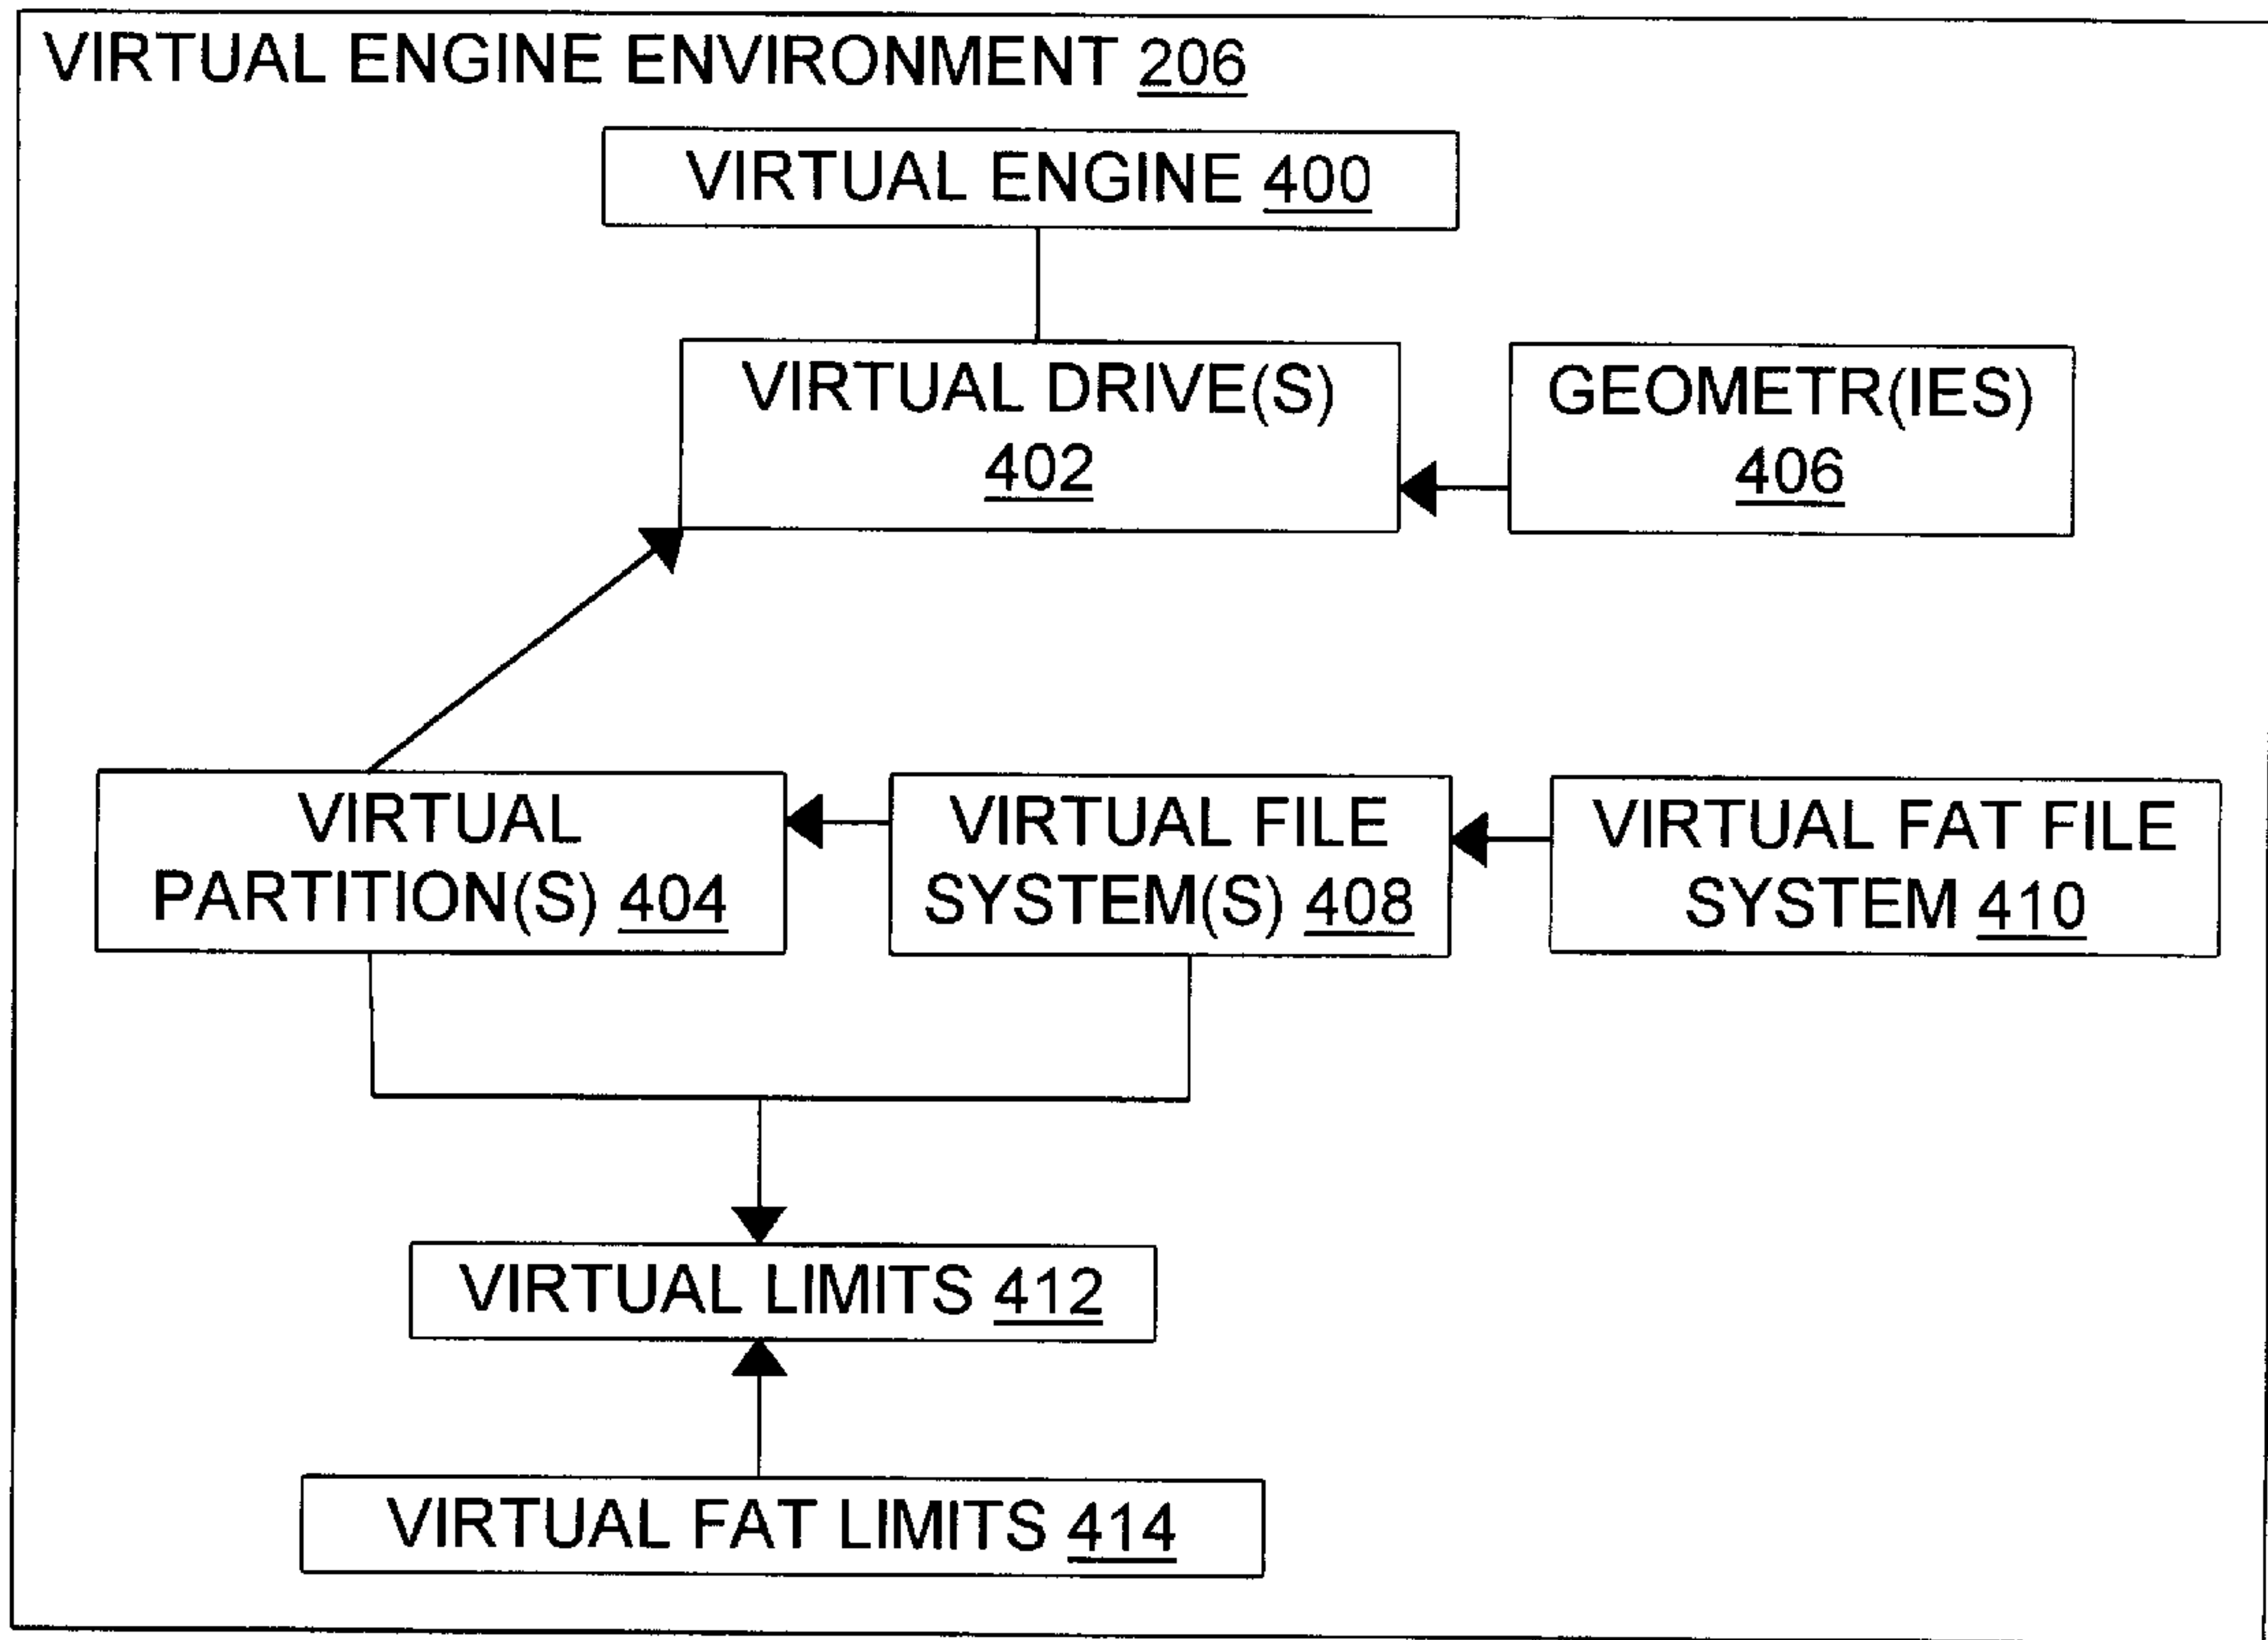 VIRTUAL ENGINE ENVIRONMENT 206
VIRTUAL ENGINE 400
VIRTUAL DRIVE(S)
402
GEOMETR(IES)
406
VIRTUAL
PARTITION(S) 404
VIRTUAL FILE
SYSTEM(S) 408
VIRTUAL FAT FILE
SYSTEM 410
VIRTUAL LIMITS 412
VIRTUAL FAT LIMITS 414